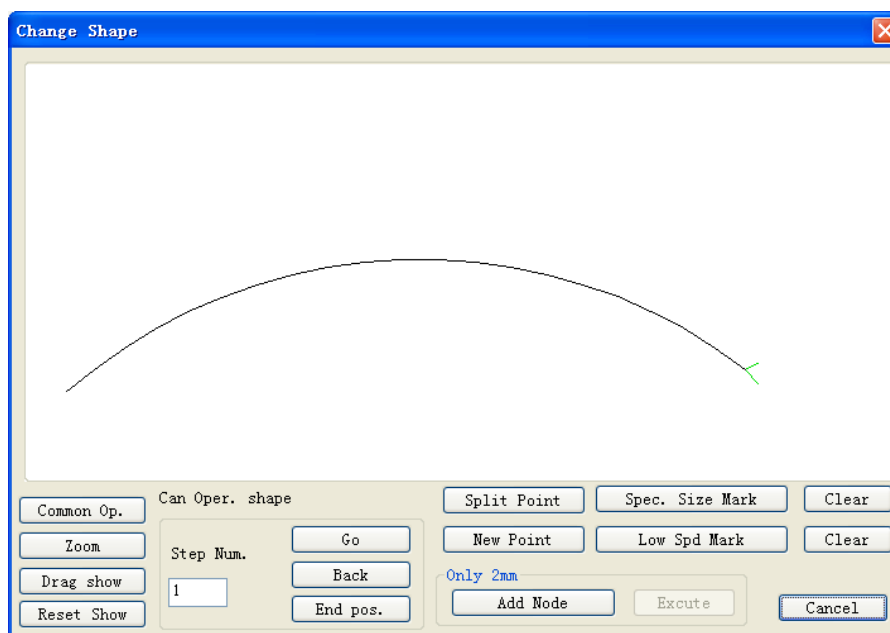 Change Shape
Common Op.
Zoom
Drag show
Reset Show
Can Oper. shape
Step Num.
1
Go
Back
End pos.
Split Point
Spec. Size Mark
Clear
New Point
Low Spd Mark
Clear
Only 2mm
Add Node
Excute
Cancel